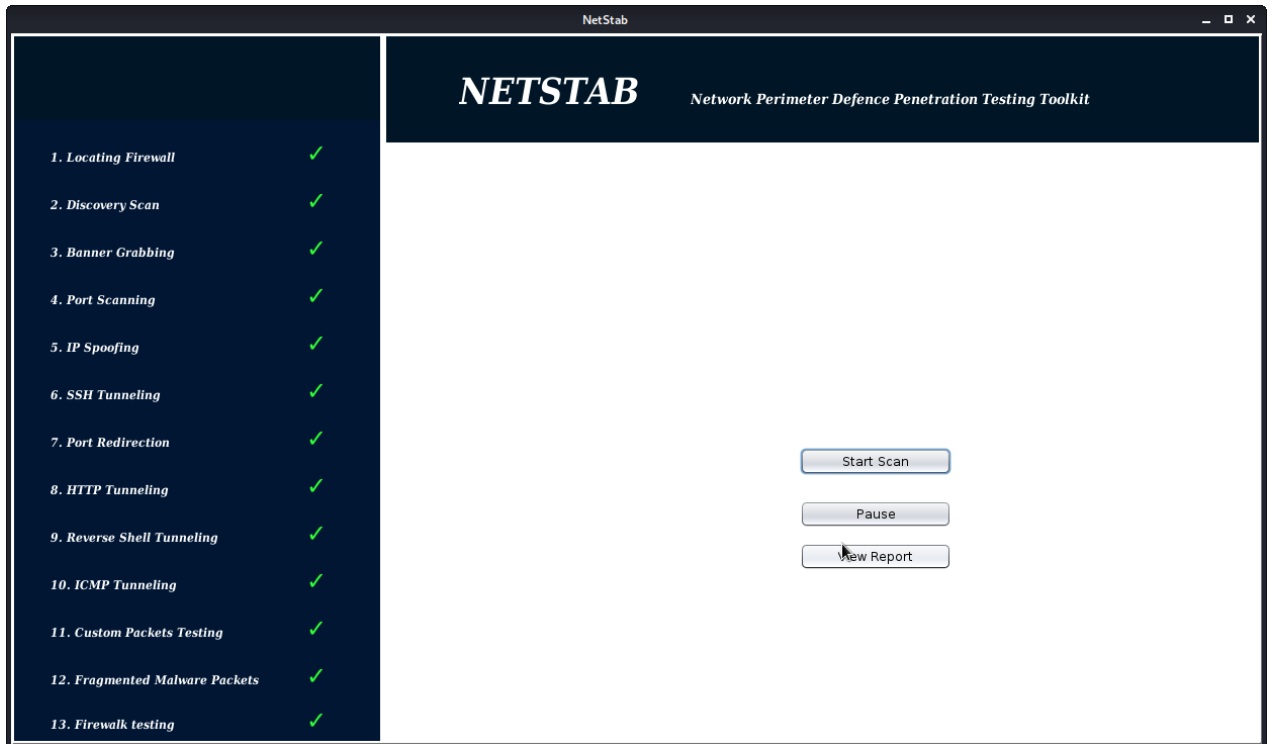 NetStab
NETSTAB Network Perimeter Defence Penetration Testing Toolkit
1. Locating Firewall ✓
2. Discovery Scan ✓
3. Banner Grabbing ✓
4. Port Scanning ✓
5. IP Spoofing ✓
6. SSH Tunneling ✓
7. Port Redirection ✓
8. HTTP Tunneling ✓
9. Reverse Shell Tunneling ✓
10. ICMP Tunneling ✓
11. Custom Packets Testing ✓
12. Fragmented Malware Packets ✓
13. Firewalk testing ✓
Start Scan
Pause
View Report